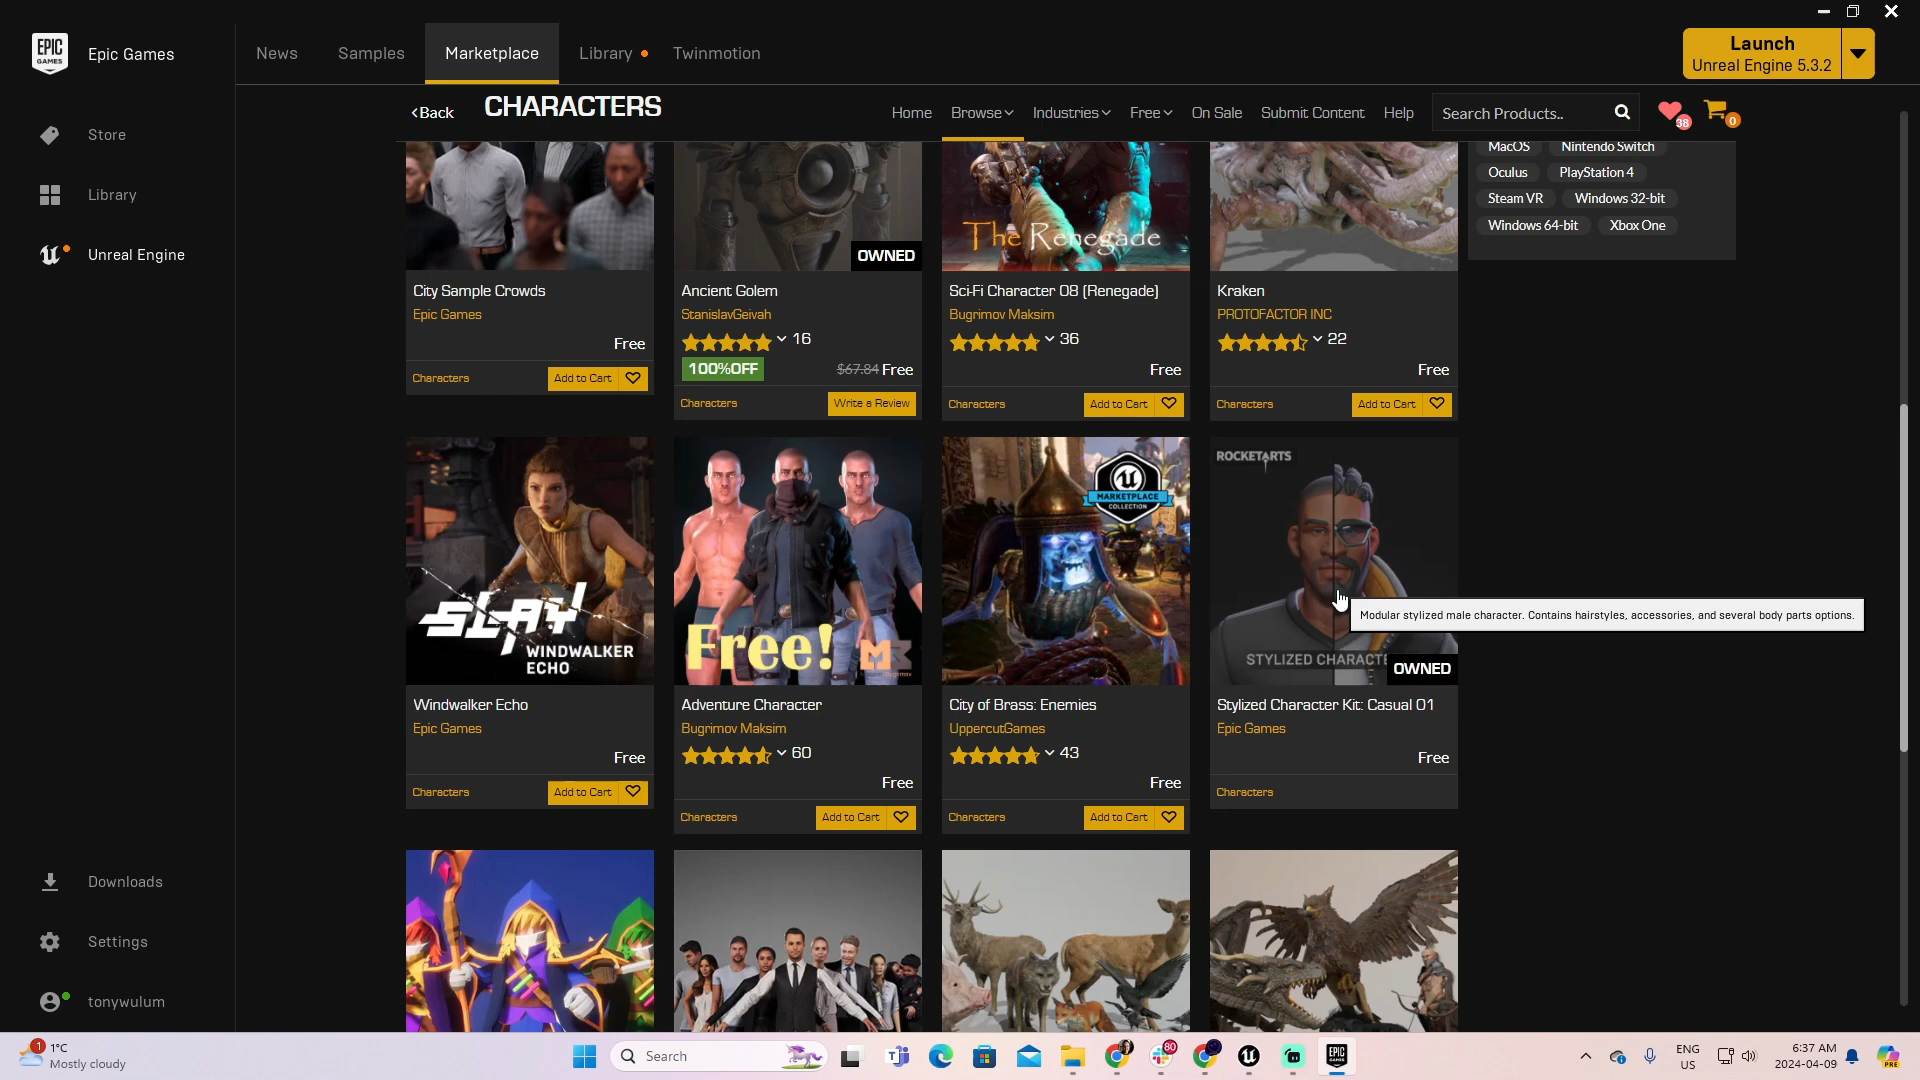 EPIC GAMES
Epic Games
News
Samples
Marketplace
Library
Twinmotion
Launch
Unreal Engine 5.3.2
Store
Library
Unreal Engine
Downloads
Settings
tonywulum
<Back
CHARACTERS
Home
Browse
Industries
Free
On Sale
Submit Content
Help
Search Products..
38
0
MacOS
Nintendo Switch
Oculus
PlayStation 4
Steam VR
Windows 32-bit
Windows 64-bit
Xbox One
City Sample Crowds
Epic Games
Free
Characters
Add to Cart
OWNED
Ancient Golem
StanislavGeivah
16
100%OFF
$67.84 Free
Characters
Write a Review
The Renegade
Sci-Fi Character 08 (Renegade)
Bugrimov Maksim
36
Free
Characters
Add to Cart
Kraken
PROTOFACTOR INC
22
Free
Characters
Add to Cart
SLAY
WINDWALKER
ECHO
Windwalker Echo
Epic Games
Free
Characters
Add to Cart
Free!
Adventure Character
Bugrimov Maksim
60
Free
Characters
Add to Cart
MARKETPLACE
COLLECTION
City of Brass: Enemies
UppercutGames
43
Free
Characters
Add to Cart
ROCKETARTS
STYLIZED CHARACTE
OWNED
Modular stylized male character. Contains hairstyles, accessories, and several body parts options.
Stylized Character Kit: Casual 01
Epic Games
Free
Characters
1
1°C
Mostly cloudy
Search
80
EPIC GAMES
ENG
US
6:37 AM
2024-04-09
PRE